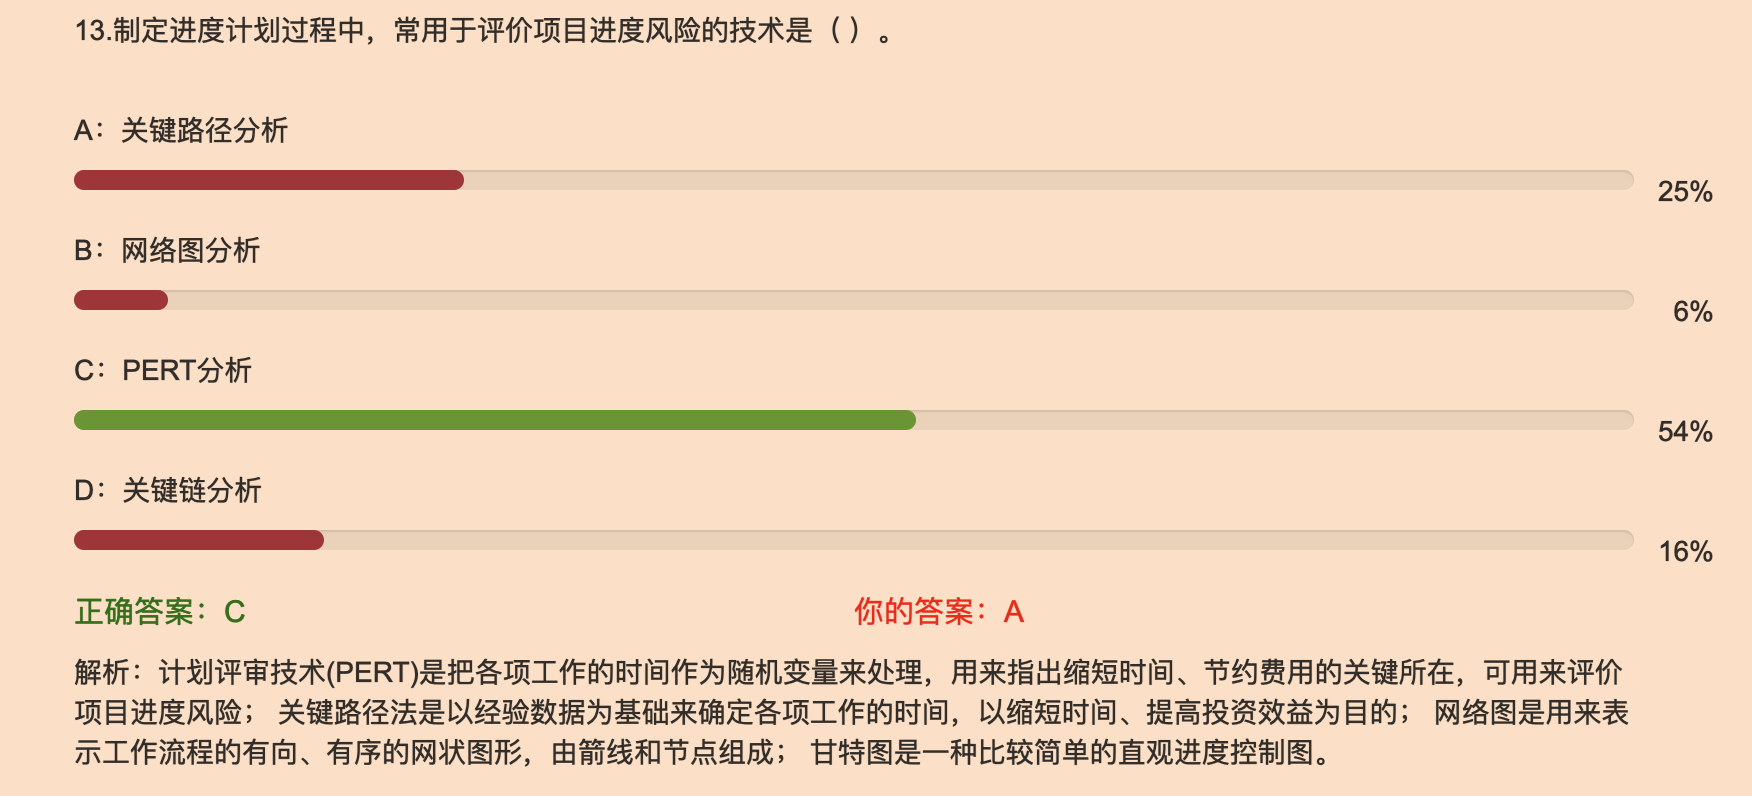 13.制定进度计划过程中，常用于评价项目进度风险的技术是（ ）。
A：关键路径分析
25%
B：网络图分析
6%
C：PERT分析
54%
D：关键链分析
16%
正确答案：C
你的答案：A
解析：计划评审技术(PERT)是把各项工作的时间作为随机变量来处理，用来指出缩短时间、节约费用的关键所在，可用来评价
项目进度风险； 关键路径法是以经验数据为基础来确定各项工作的时间，以缩短时间、提高投资效益为目的； 网络图是用来表
示工作流程的有向、有序的网状图形，由箭线和节点组成； 甘特图是一种比较简单的直观进度控制图。